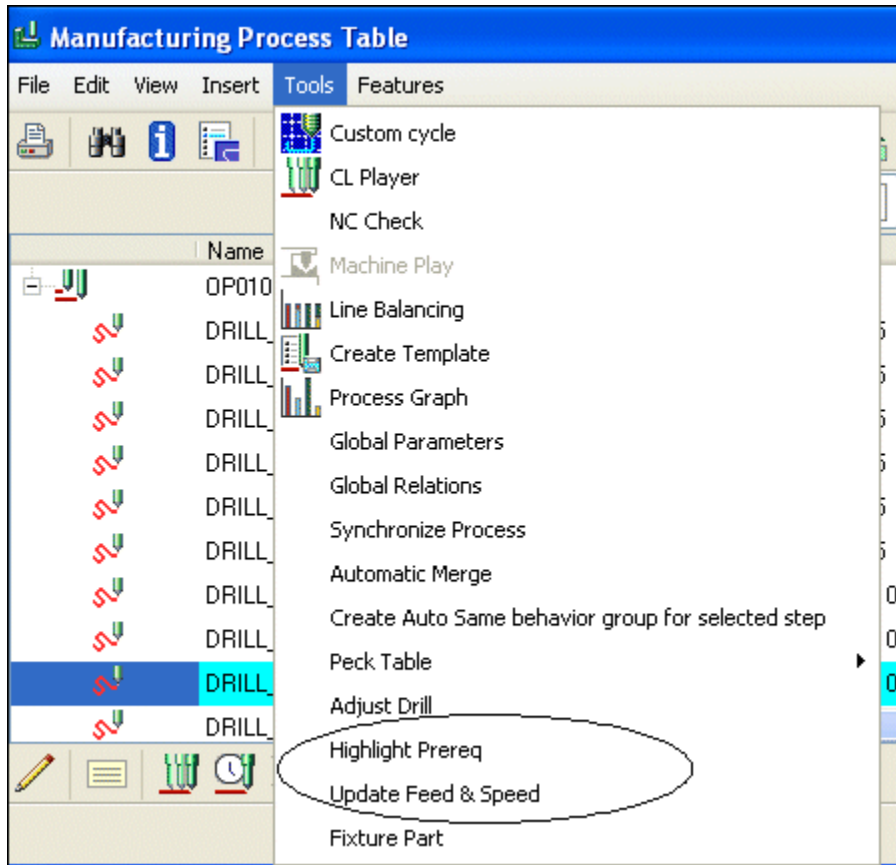 Manufacturing Process Table
File Edit View Insert Tools Features
Custom cycle
CL Player
NC Check
Machine Play
Line Balancing
Create Template
Process Graph
Global Parameters
Global Relations
Synchronize Process
Automatic Merge
Create Auto Same behavior group for selected step
Peck Table
Adjust Drill
Highlight Prereq
Update Feed & Speed
Fixture Part
Name
OP010
DRILL_
DRILL_
DRILL_
DRILL_
DRILL_
DRILL_
DRILL_
DRILL_
DRILL_
DRILL_